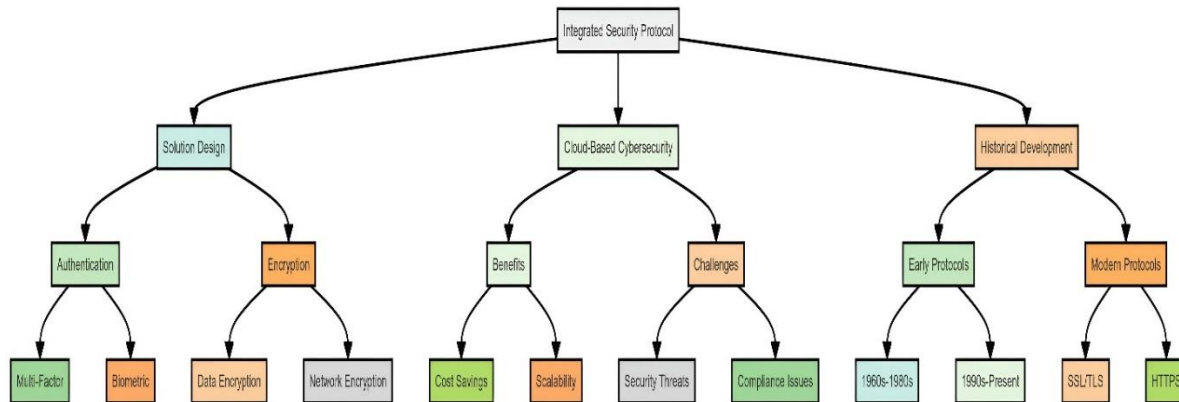 Integrated Security Protocol
Solution Design
Cloud-Based Cybersecurity
Historical Development
Authentication
Encryption
Benefits
Challenges
Early Protocols
Modern Protocols
Multi-Factor
Biometric
Data Encryption
Network Encryption
Cost Savings
Scalability
Security Threats
Compliance Issues
1960s-1980s
1990s-Present
SSL/TLS
HTTPS